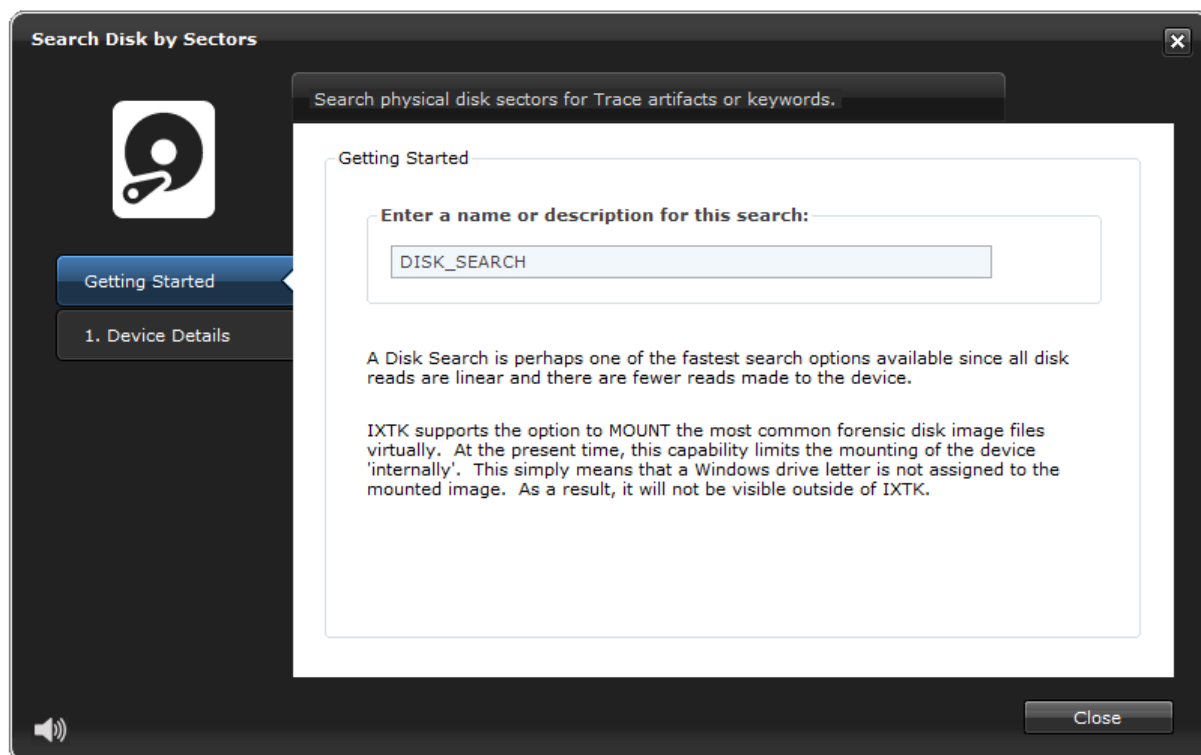 Search Disk by Sectors
Search physical disk sectors for Trace artifacts or keywords.
Getting Started
1. Device Details
Getting Started
Enter a name or description for this search:
DISK_SEARCH
A Disk Search is perhaps one of the fastest search options available since all disk
reads are linear and there are fewer reads made to the device.
IXTK supports the option to MOUNT the most common forensic disk image files
virtually.  At the present time, this capability limits the mounting of the device
'internally'.  This simply means that a Windows drive letter is not assigned to the
mounted image.  As a result, it will not be visible outside of IXTK.
Close